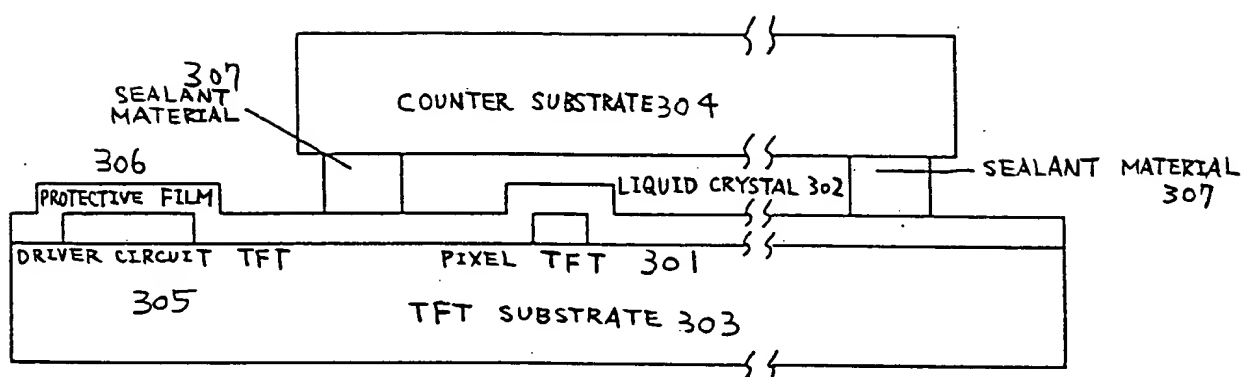 307
SEALANT
MATERIAL
COUNTER SUBSTRATE 304
306
PROTECTIVE FILM
LIQUID CRYSTAL 302
SEALANT MATERIAL
307
DRIVER CIRCUIT TFT
PIXEL TFT 301
305
TFT SUBSTRATE 303